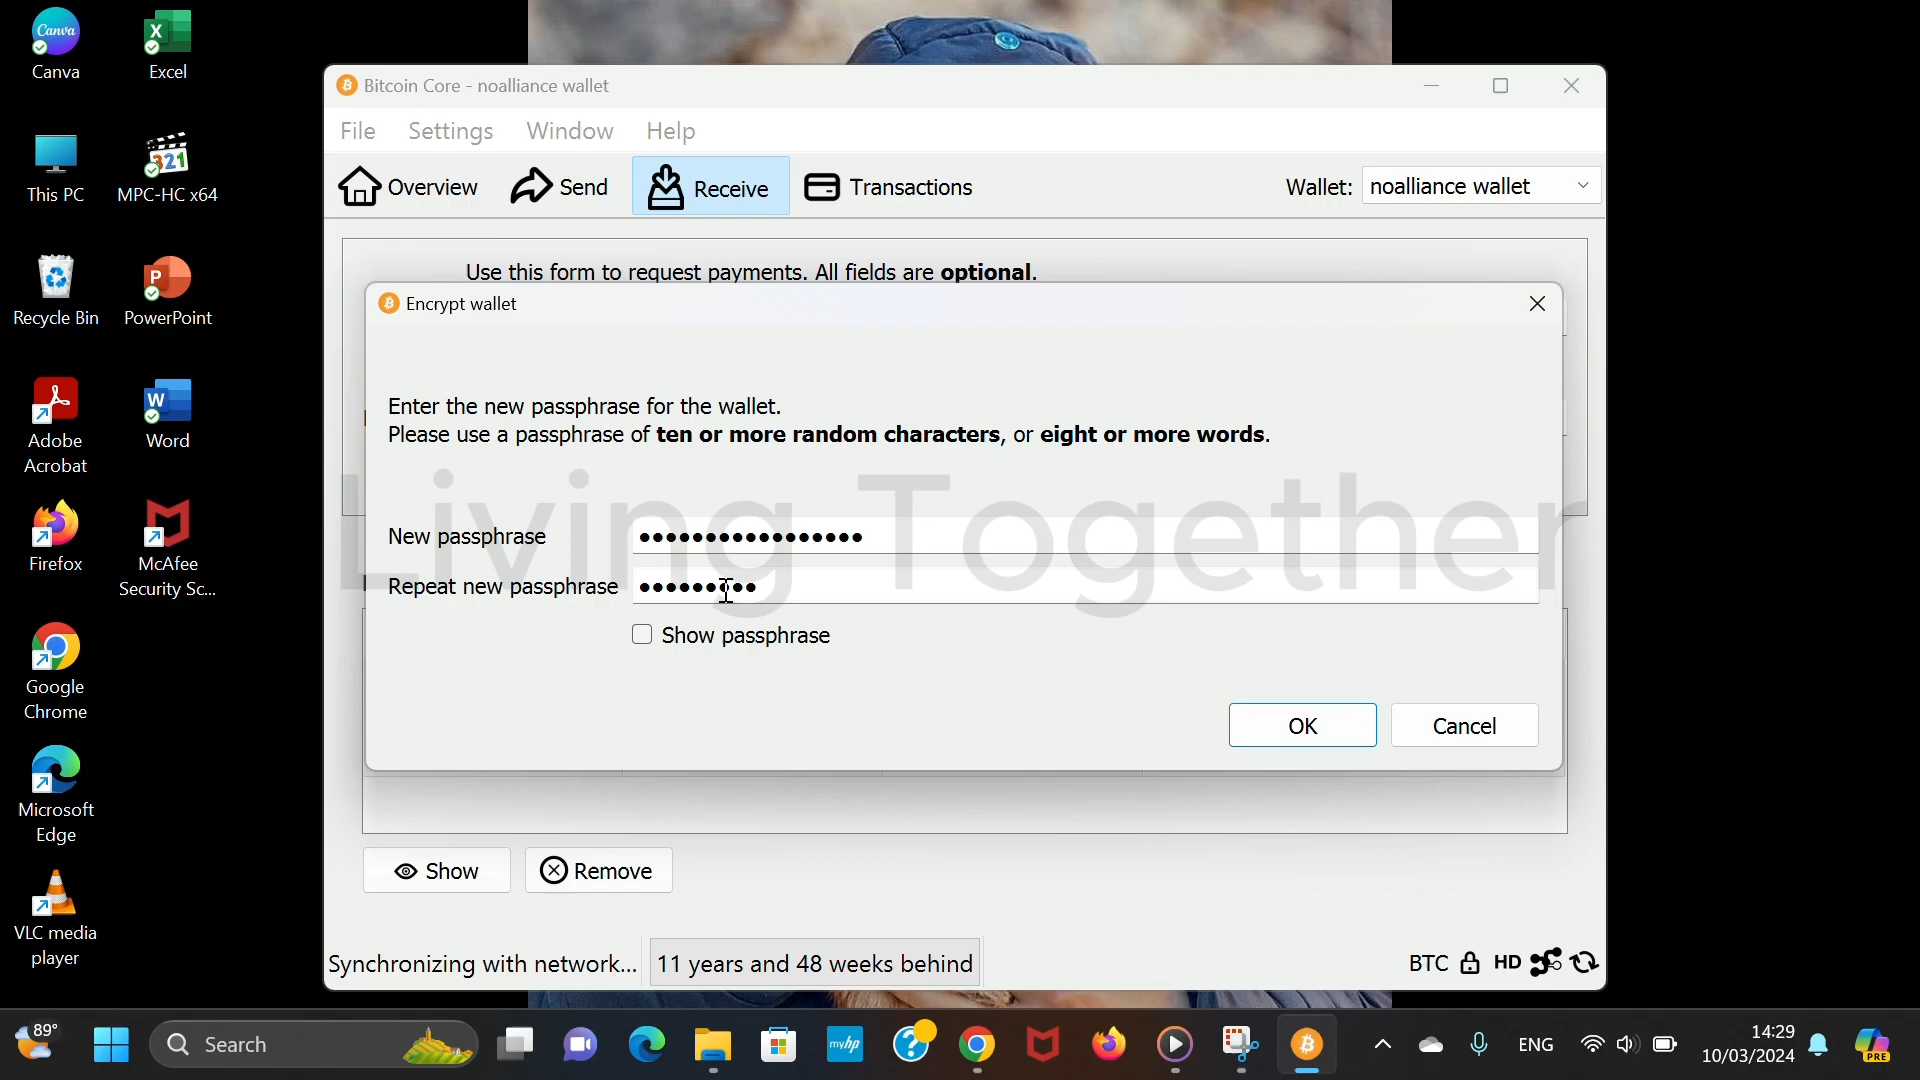 Canva
Excel
This PC
MPC-HC x64
Recycle Bin
PowerPoint
Adobe
Acrobat
Word
Firefox
McAfee
Security Sc...
Google
Chrome
Microsoft
Edge
VLC media
player
Bitcoin Core - noalliance wallet
File Settings Window Help
Overview Send Receive Transactions Wallet: noalliance wallet
Use this form to request payments. All fields are optional.
Encrypt wallet
Enter the new passphrase for the wallet.
Please use a passphrase of ten or more random characters, or eight or more words.
Living Together
New passphrase
Repeat new passphrase
Show passphrase
OK Cancel
Show Remove
Synchronizing with network... 11 years and 48 weeks behind BTC HD
89° Search myhp ENG 14:29
10/03/2024
PRE